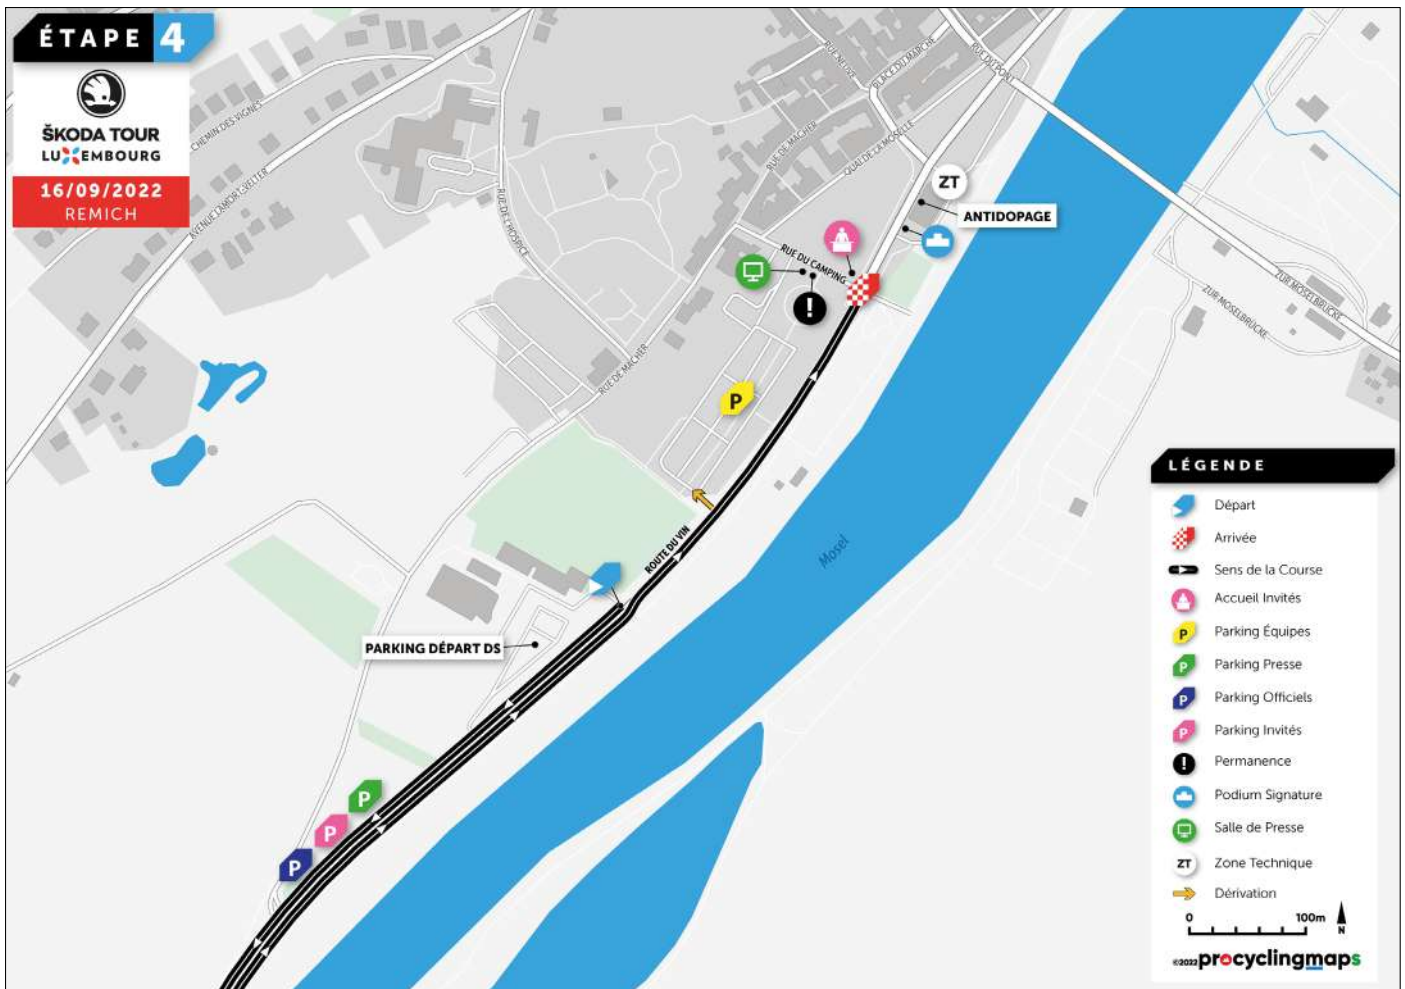 ÉTAPE 4
ŠKODA TOUR
LUXEMBOURG
16/09/2022
REMICH
CHEMIN DES VIGNES
AVENUE LAMORT-VELTER
RUE DE L'HOSPICE
RUE NEUVE
PLACE DU MARCHÉ
RUE DU PONT
RUE DE MACHER
QUAI DE LA MOSELLE
ZT
ANTIDOPAGE
RUE DU CAMPING
!
ZUR MOSELBRÜCKE
ZUR MOSELBRÜCKE
RUE DE MACHER
P
Mosel
ROUTE DU VIN
PARKING DÉPART DS
P
P
P
LÉGENDE
Départ
Arrivée
Sens de la Course
Accueil Invités
P Parking Équipes
P Parking Presse
P Parking Officiels
P Parking Invités
! Permanence
Podium Signature
Salle de Presse
ZT Zone Technique
Dérivation
0 100m
N
©2022 procyclingmaps